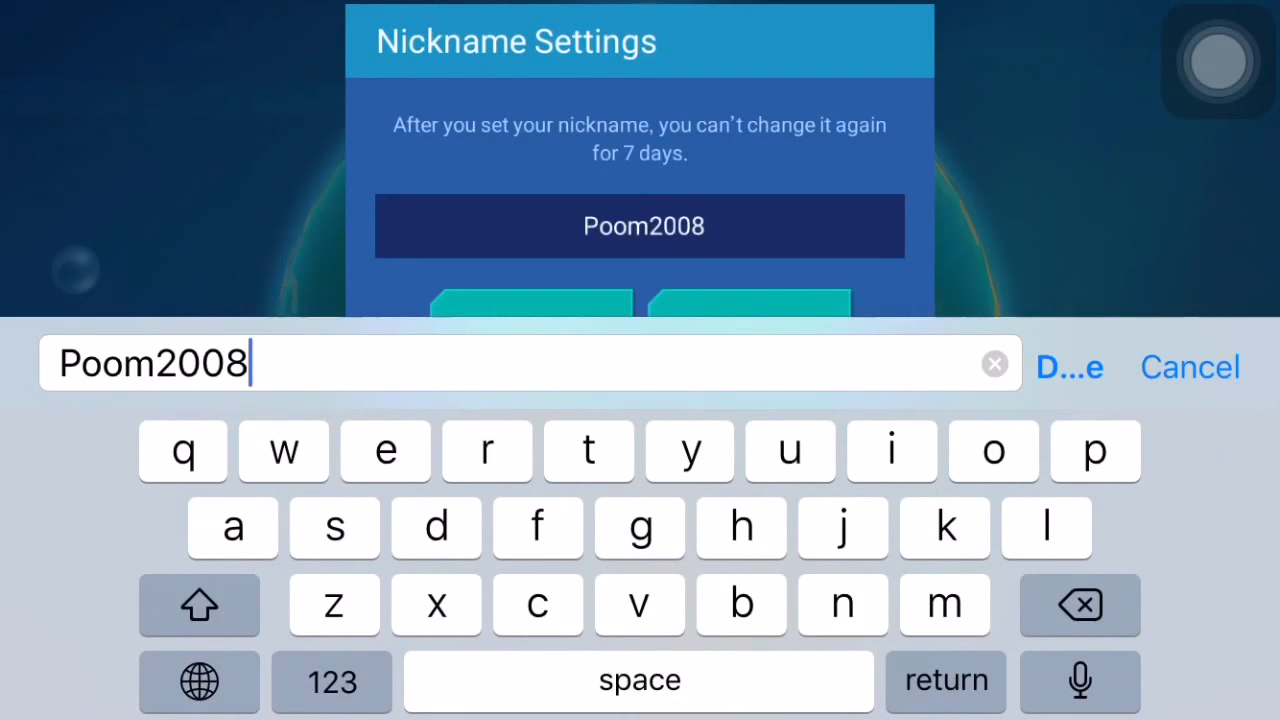 Nickname Settings
After you set your nickname, you can't change it again
for 7 days.
Poom2008
Poom2008
D...e Cancel
q w e r t y u i o p
a s d f g h j k l
z x c v b n m
123 space return